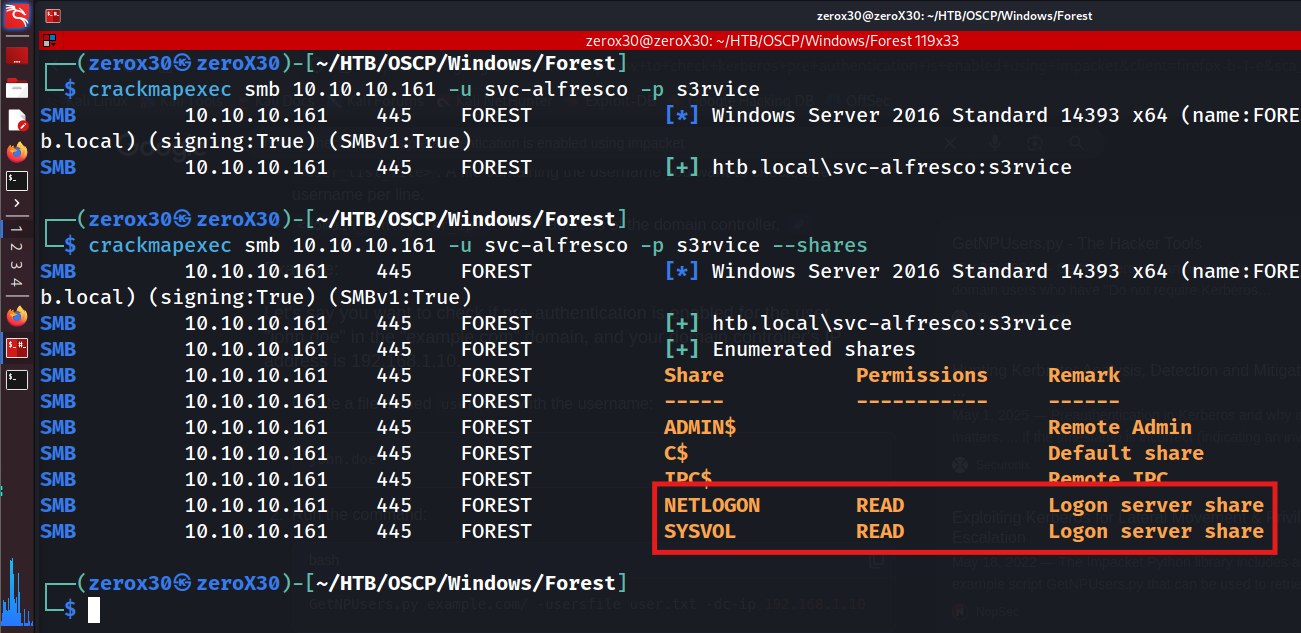 zerox30@zeroX30: ~/HTB/OSCP/Windows/Forest
zerox30@zeroX30: ~/HTB/OSCP/Windows/Forest 119x33
┌──(zerox30㉿zeroX30)-[~/HTB/OSCP/Windows/Forest]
└─$ crackmapexec smb 10.10.10.161 -u svc-alfresco -p s3rvice
SMB 10.10.10.161 445 FOREST [*] Windows Server 2016 Standard 14393 x64 (name:FORE
b.local) (signing:True) (SMBv1:True)
SMB 10.10.10.161 445 FOREST [+] htb.local\svc-alfresco:s3rvice
┌──(zerox30㉿zeroX30)-[~/HTB/OSCP/Windows/Forest]
└─$ crackmapexec smb 10.10.10.161 -u svc-alfresco -p s3rvice --shares
SMB 10.10.10.161 445 FOREST [*] Windows Server 2016 Standard 14393 x64 (name:FORE
b.local) (signing:True) (SMBv1:True)
SMB 10.10.10.161 445 FOREST [+] htb.local\svc-alfresco:s3rvice
SMB 10.10.10.161 445 FOREST [+] Enumerated shares
SMB 10.10.10.161 445 FOREST Share Permissions Remark
SMB 10.10.10.161 445 FOREST ----- ----------- ------
SMB 10.10.10.161 445 FOREST ADMIN$ Remote Admin
SMB 10.10.10.161 445 FOREST C$ Default share
SMB 10.10.10.161 445 FOREST IPC$ Remote IPC
SMB 10.10.10.161 445 FOREST NETLOGON READ Logon server share
SMB 10.10.10.161 445 FOREST SYSVOL READ Logon server share
┌──(zerox30㉿zeroX30)-[~/HTB/OSCP/Windows/Forest]
└─$
1
2
3
4